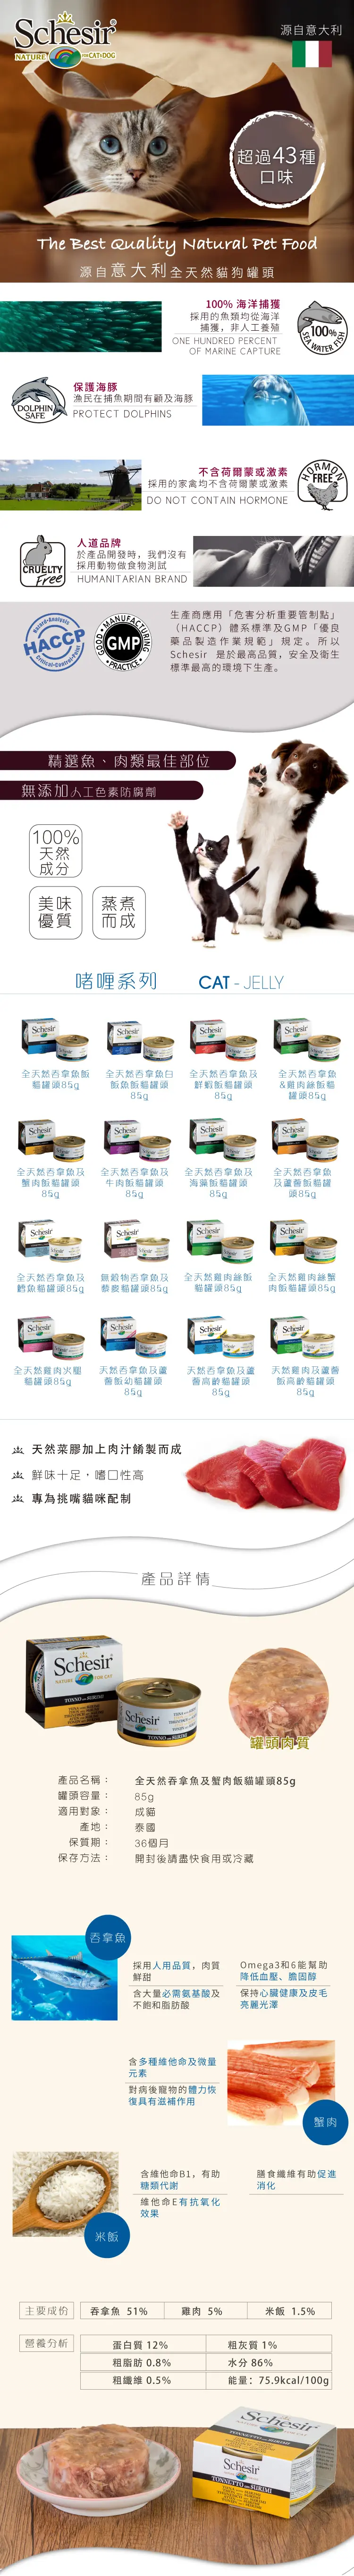 Schesir®
NATURE FOR CAT&DOG
源自意大利
超過43種
口味
The Best Quality Natural Pet Food
源自意大利全天然貓狗罐頭
100% 海洋捕獲
採用的魚類均從海洋
捕獲，非人工養殖
ONE HUNDRED PERCENT
OF MARINE CAPTURE
100%
SEA WATER FISH
DOLPHIN
SAFE
保護海豚
漁民在捕魚期間有顧及海豚
PROTECT DOLPHINS
不含荷爾蒙或激素
採用的家禽均不含荷爾蒙或激素
DO NOT CONTAIN HORMONE
HORMON
FREE
CRUELTY
Free
人道品牌
於產品開發時，我們沒有
採用動物做食物測試
HUMANITARIAN BRAND
HACCP
Critical-Control-Point
GOOD MANUFACTURING
GMP
PRACTICE
生產商應用「危害分析重要管制點」
（HACCP）體系標準及GMP「優良
藥品製造作業規範」規定。所以
Schesir 是於最高品質，安全及衛生
標準最高的環境下生產。
精選魚、肉類最佳部位
無添加人工色素防腐劑
100%
天然
成分
美味
優質
蒸煮
而成
啫喱系列
CAT - JELLY
全天然吞拿魚飯
貓罐頭85g
全天然吞拿魚白
飯魚飯貓罐頭
85g
全天然吞拿魚及
鮮蝦飯貓罐頭
85g
全天然吞拿魚
&雞肉絲飯貓
罐頭85g
全天然吞拿魚及
蟹肉飯貓罐頭
85g
全天然吞拿魚及
牛肉飯貓罐頭
85g
全天然吞拿魚及
海藻飯貓罐頭
85g
全天然吞拿魚
及蘆薈飯貓罐
頭85g
全天然吞拿魚及
鱈魚貓罐頭85g
無穀物吞拿魚及
藜麥貓罐頭85g
全天然雞肉絲飯
貓罐頭85g
全天然雞肉絲蟹
肉飯貓罐頭85g
全天然雞肉火腿
貓罐頭85g
天然吞拿魚及蘆
薈飯幼貓罐頭
85g
天然吞拿魚及蘆
薈高齡貓罐頭
85g
天然雞肉及蘆薈
飯高齡貓罐頭
85g
天然菜膠加上肉汁餚製而成
鮮味十足，嗜口性高
專為挑嘴貓咪配制
產品詳情
Schesir
NATURE FOR CAT
TONNO con SURIMI
Schesir
TONNO con SURIMI
罐頭肉質
產品名稱： 全天然吞拿魚及蟹肉飯貓罐頭85g
罐頭容量： 85g
適用對象： 成貓
產地： 泰國
保質期： 36個月
保存方法： 開封後請盡快食用或冷藏
吞拿魚
採用人用品質，肉質
鮮甜
含大量必需氨基酸及
不飽和脂肪酸
Omega3和6能幫助
降低血壓、膽固醇
保持心臟健康及皮毛
亮麗光澤
含多種維他命及微量
元素
對病後寵物的體力恢
復具有滋補作用
蟹肉
含維他命B1，有助
糖類代謝
維他命E有抗氧化
效果
膳食纖維有助促進
消化
米飯
主要成份 吞拿魚 51% 雞肉 5% 米飯 1.5%
營養分析 蛋白質 12% 粗灰質 1%
粗脂肪 0.8% 水分 86%
粗纖維 0.5% 能量：75.9kcal/100g
Schesir
TONNETTO con SURIMI
Schesir
TONNETTO con SURIMI